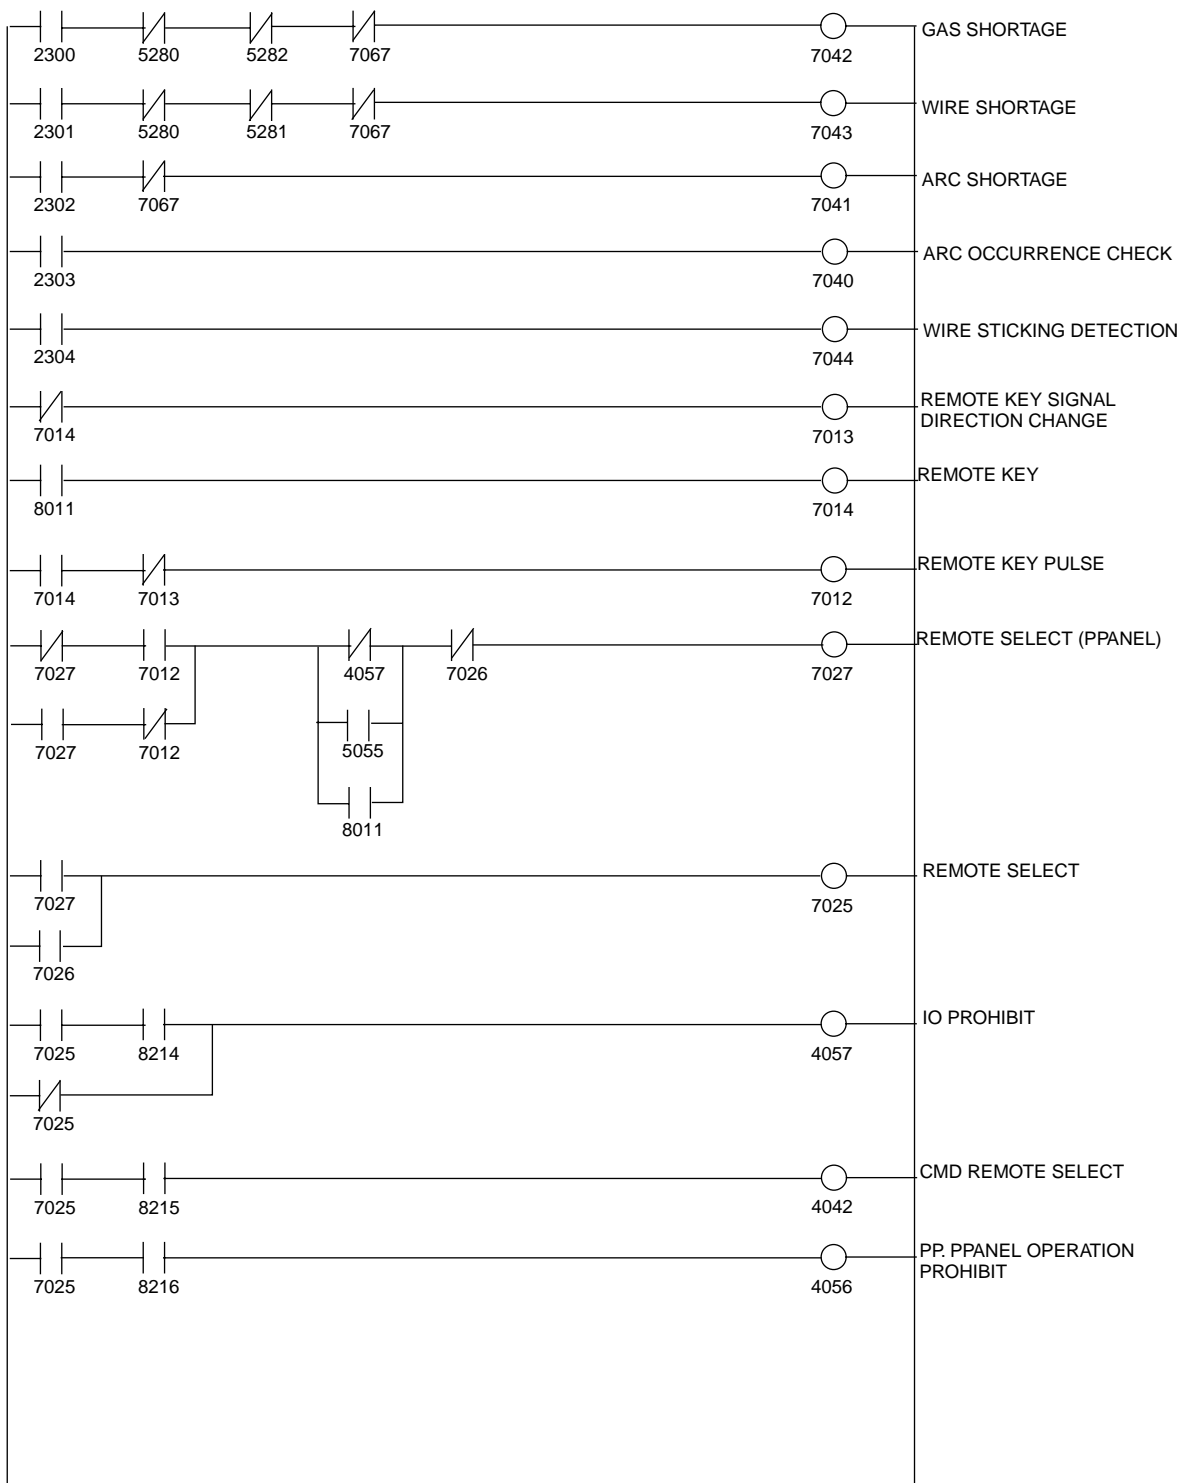 GAS SHORTAGE
2300 5280 5282 7067 7042
WIRE SHORTAGE
2301 5280 5281 7067 7043
ARC SHORTAGE
2302 7067 7041
ARC OCCURRENCE CHECK
2303 7040
WIRE STICKING DETECTION
2304 7044
REMOTE KEY SIGNAL
DIRECTION CHANGE
7014 7013
REMOTE KEY
8011 7014
REMOTE KEY PULSE
7014 7013 7012
REMOTE SELECT (PPANEL)
7027 7012 4057 7026 7027
7027 7012 5055
8011
REMOTE SELECT
7027 7025
7026
IO PROHIBIT
7025 8214 4057
7025
CMD REMOTE SELECT
7025 8215 4042
PP. PPANEL OPERATION
PROHIBIT
7025 8216 4056